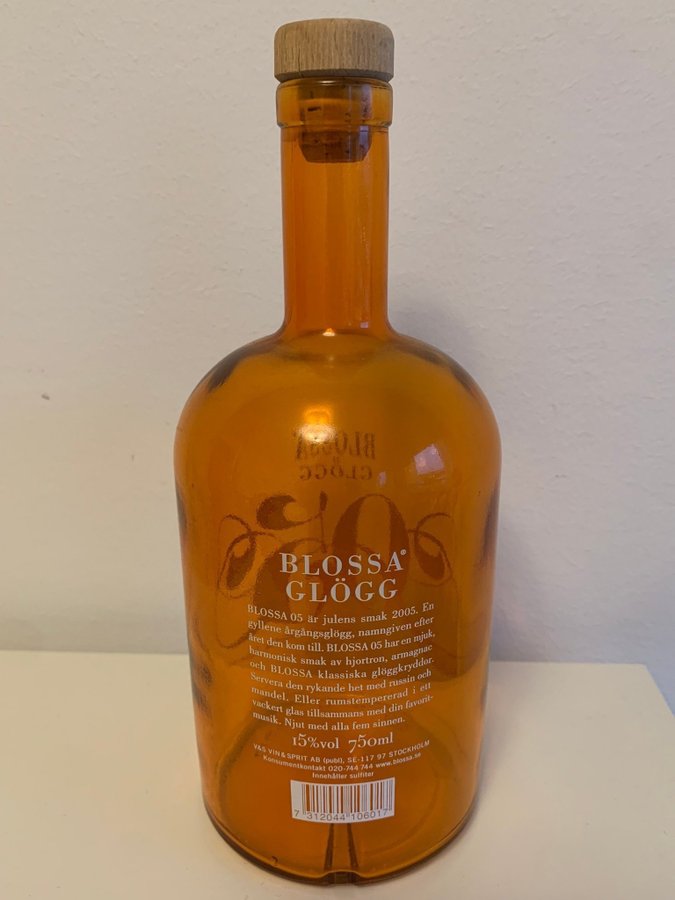 BLOSSA
GLÖGG
05
BLOSSA®
GLÖGG
BLOSSA 05 är julens smak 2005. En
gyllene årgångsglögg, namngiven efter
året den kom till. BLOSSA 05 har en mjuk,
harmonisk smak av hjortron, armagnac
och BLOSSA klassiska glöggkryddor.
Servera den rykande het med russin och
mandel. Eller rumstempererad i ett
vackert glas tillsammans med din favorit-
musik. Njut med alla fem sinnen.
15%vol 750ml
V&S VIN & SPRIT AB (publ), SE-117 97 STOCKHOLM
Konsumentkontakt 020-744 744 www.blossa.se
Innehåller sulfiter
7 312044 106017